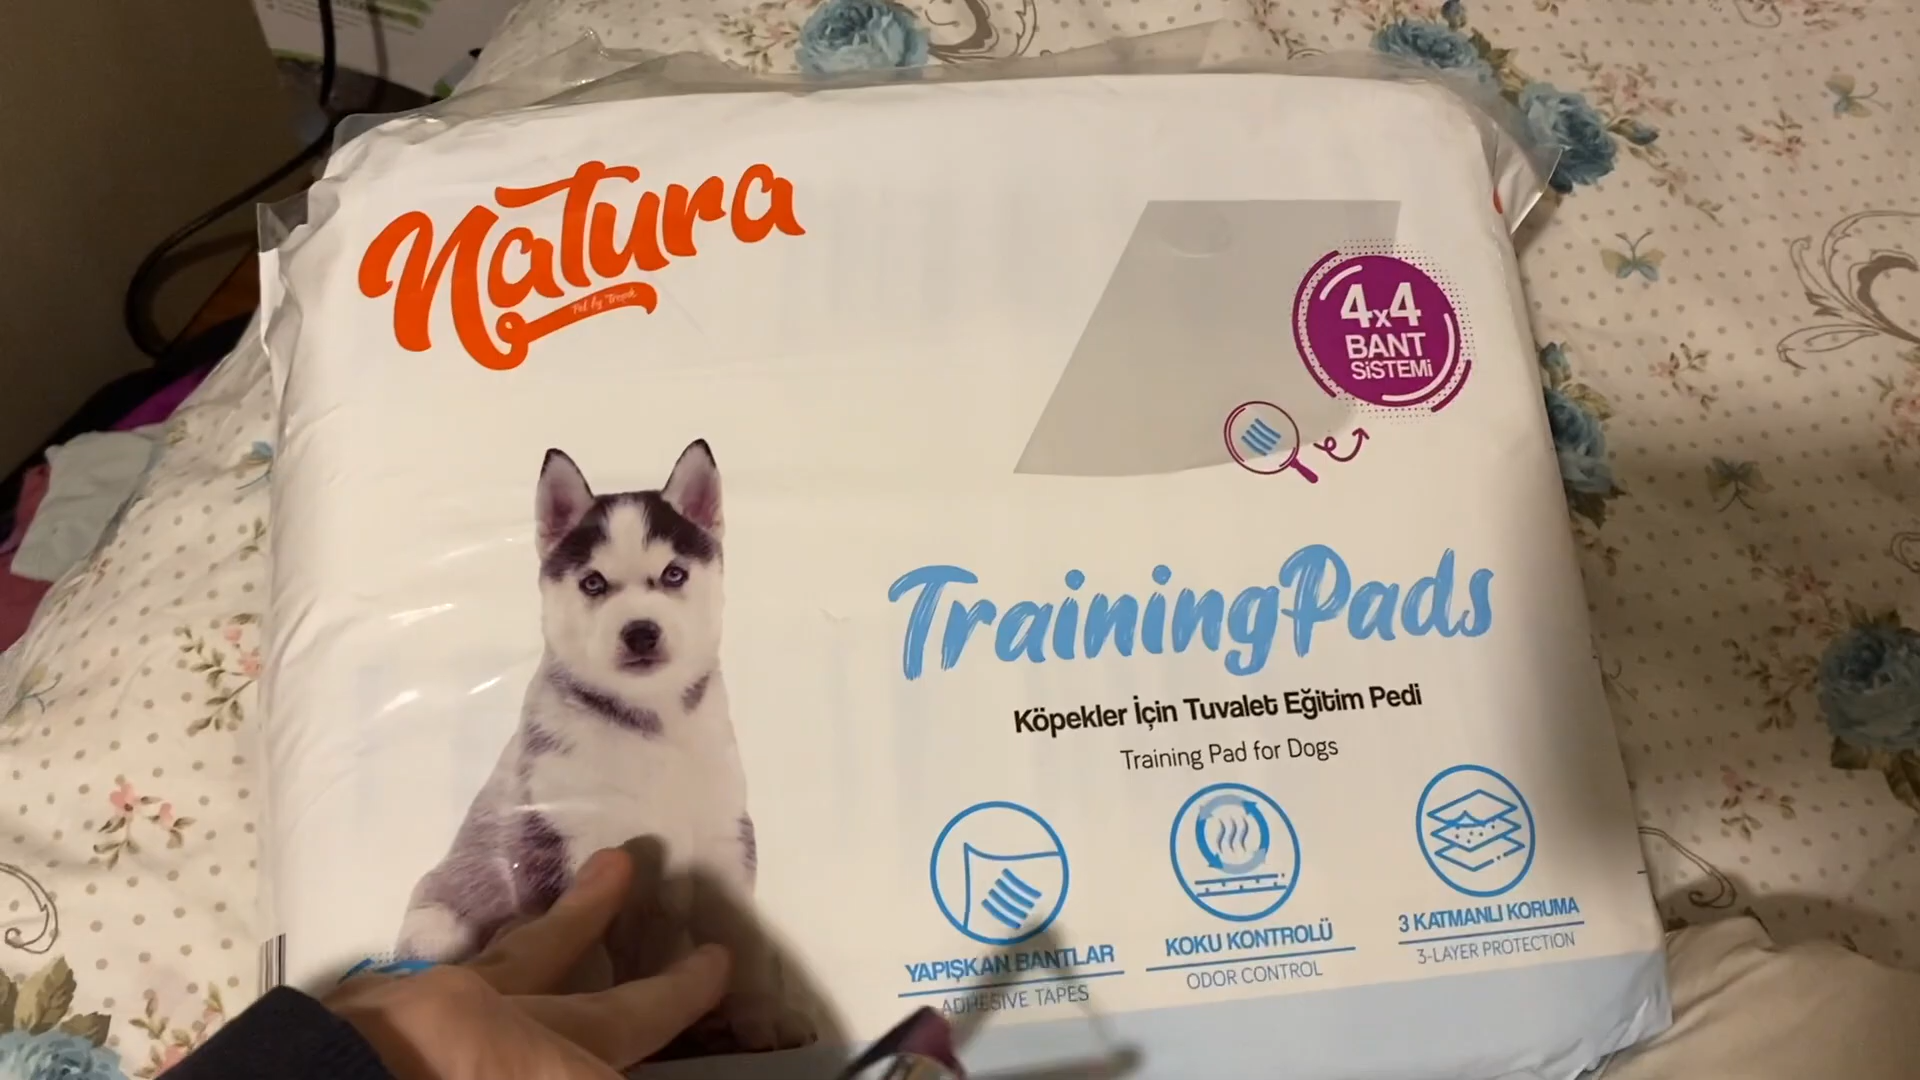 Natura
4x4
BANT
SİSTEMİ
TrainingPads
Köpekler İçin Tuvalet Eğitim Pedi
Training Pad for Dogs
YAPIŞKAN BANTLAR
ADHESIVE TAPES
KOKU KONTROLÜ
ODOR CONTROL
3 KATMANLI KORUMA
3-LAYER PROTECTION